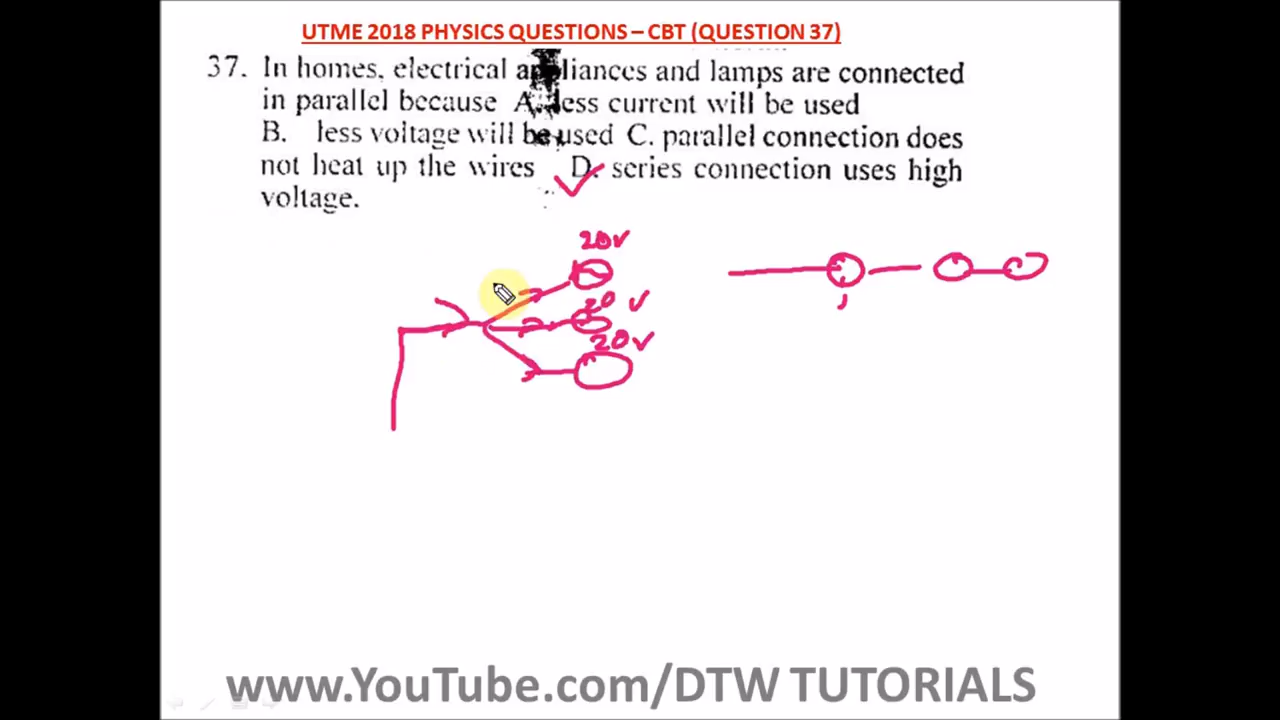 UTME 2018 PHYSICS QUESTIONS – CBT (QUESTION 37)
37. In homes, electrical appliances and lamps are connected
in parallel because A. less current will be used
B. less voltage will be used C. parallel connection does
not heat up the wires D. series connection uses high
voltage.
20V
20 V
20V
www.YouTube.com/DTW TUTORIALS